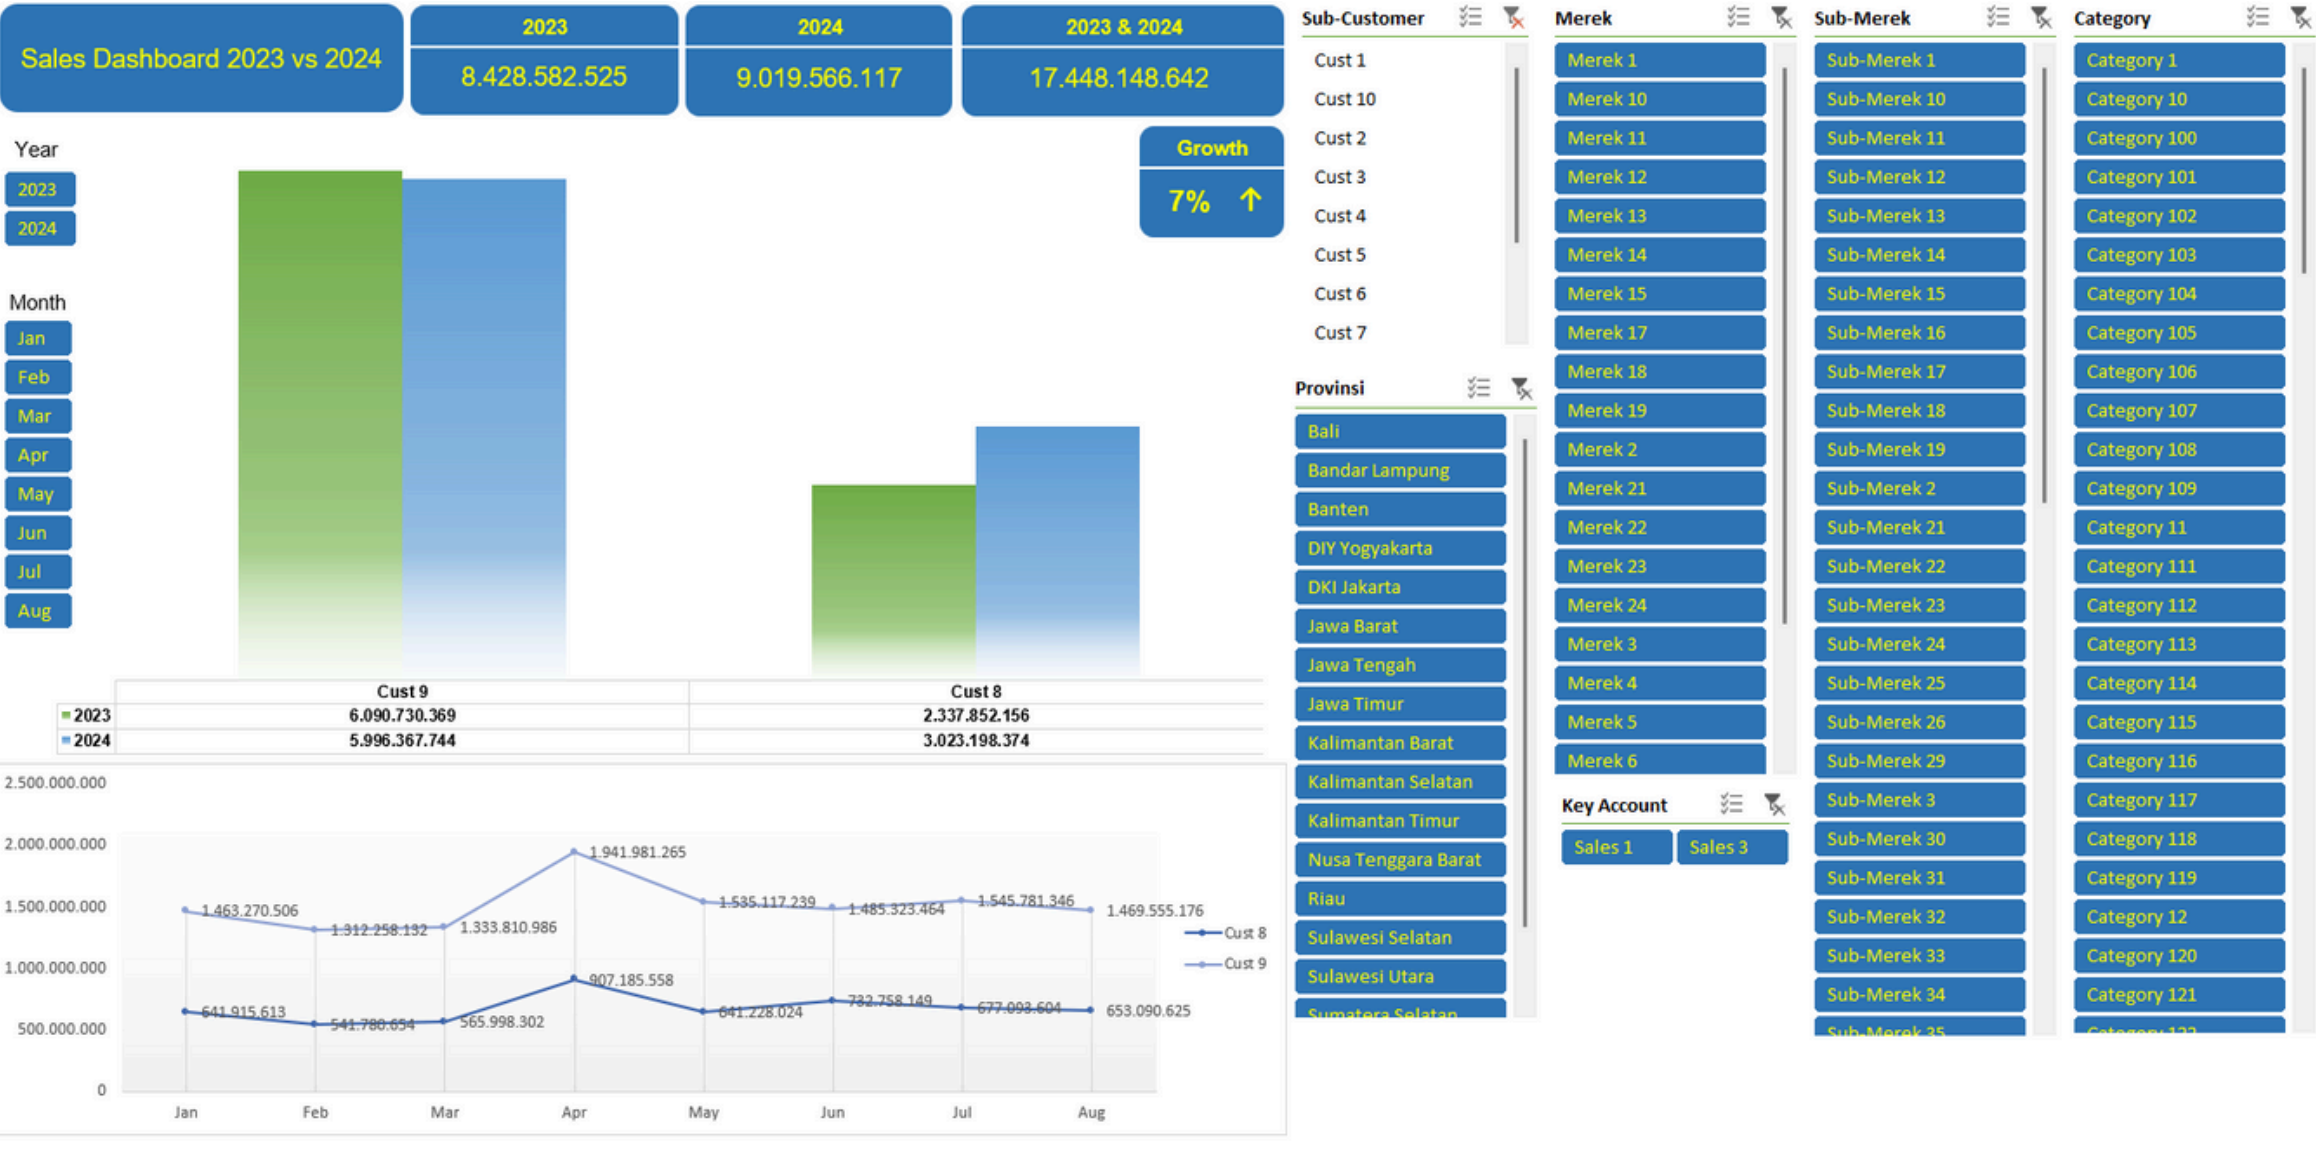 Sales Dashboard 2023 vs 2024
2023
8.428.582.525
2024
9.019.566.117
2023 & 2024
17.448.148.642
Growth
7% ↑
Year
2023
2024
Month
Jan
Feb
Mar
Apr
May
Jun
Jul
Aug
Cust 9 Cust 8
2023 6.090.730.369 2.337.852.156
2024 5.996.367.744 3.023.198.374
2.500.000.000
2.000.000.000
1.500.000.000
1.000.000.000
500.000.000
0
1.463.270.506
1.312.258.132
1.333.810.986
1.941.981.265
1.535.117.239
1.485.323.464
1.545.781.346
1.469.555.176
641.915.613
541.780.654
565.998.302
907.185.558
641.228.024
732.758.149
677.093.604
653.090.625
Cust 8
Cust 9
Jan Feb Mar Apr May Jun Jul Aug
Sub-Customer
Cust 1
Cust 10
Cust 2
Cust 3
Cust 4
Cust 5
Cust 6
Cust 7
Provinsi
Bali
Bandar Lampung
Banten
DIY Yogyakarta
DKI Jakarta
Jawa Barat
Jawa Tengah
Jawa Timur
Kalimantan Barat
Kalimantan Selatan
Kalimantan Timur
Nusa Tenggara Barat
Riau
Sulawesi Selatan
Sulawesi Utara
Sumatera Selatan
Merek
Merek 1
Merek 10
Merek 11
Merek 12
Merek 13
Merek 14
Merek 15
Merek 17
Merek 18
Merek 19
Merek 2
Merek 21
Merek 22
Merek 23
Merek 24
Merek 3
Merek 4
Merek 5
Merek 6
Key Account
Sales 1 Sales 3
Sub-Merek
Sub-Merek 1
Sub-Merek 10
Sub-Merek 11
Sub-Merek 12
Sub-Merek 13
Sub-Merek 14
Sub-Merek 15
Sub-Merek 16
Sub-Merek 17
Sub-Merek 18
Sub-Merek 19
Sub-Merek 2
Sub-Merek 21
Sub-Merek 22
Sub-Merek 23
Sub-Merek 24
Sub-Merek 25
Sub-Merek 26
Sub-Merek 29
Sub-Merek 3
Sub-Merek 30
Sub-Merek 31
Sub-Merek 32
Sub-Merek 33
Sub-Merek 34
Sub-Merek 35
Category
Category 1
Category 10
Category 100
Category 101
Category 102
Category 103
Category 104
Category 105
Category 106
Category 107
Category 108
Category 109
Category 11
Category 111
Category 112
Category 113
Category 114
Category 115
Category 116
Category 117
Category 118
Category 119
Category 12
Category 120
Category 121
Category 122